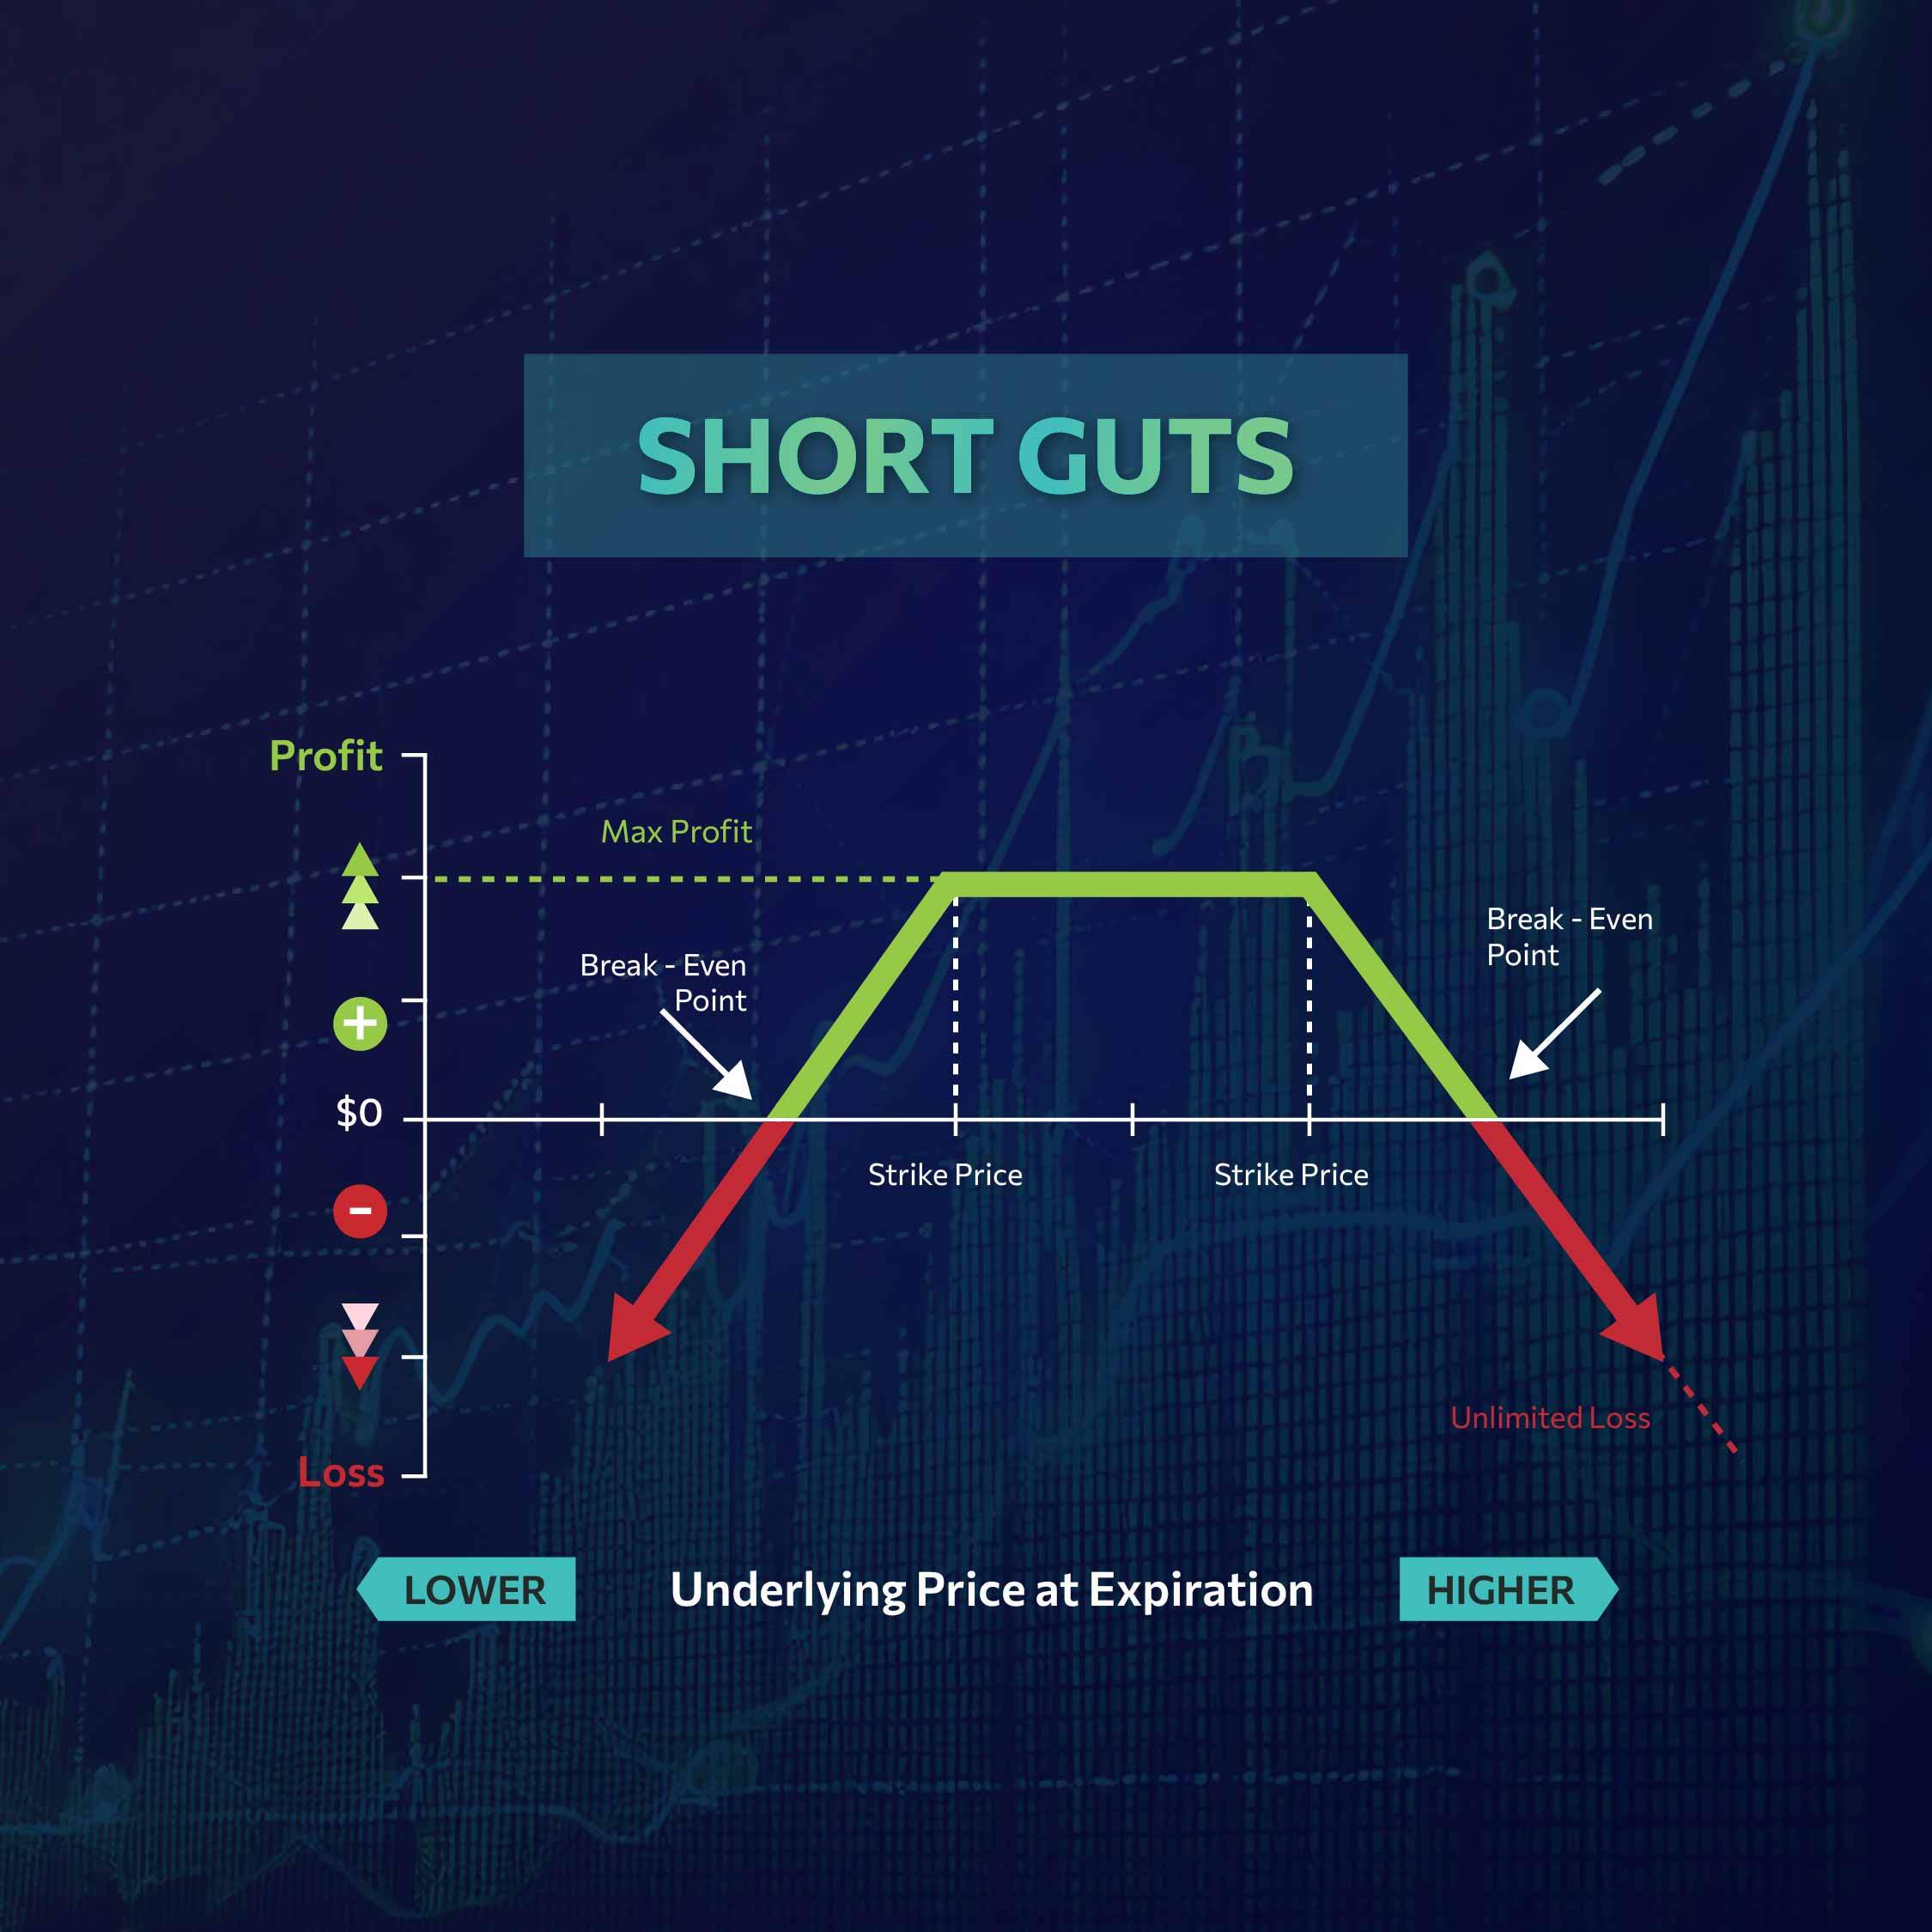 SHORT GUTS
Profit
Max Profit
Break - Even
Point
Break - Even
Point
+
$0
Strike Price
Strike Price
-
Unlimited Loss
Loss
LOWER
Underlying Price at Expiration
HIGHER